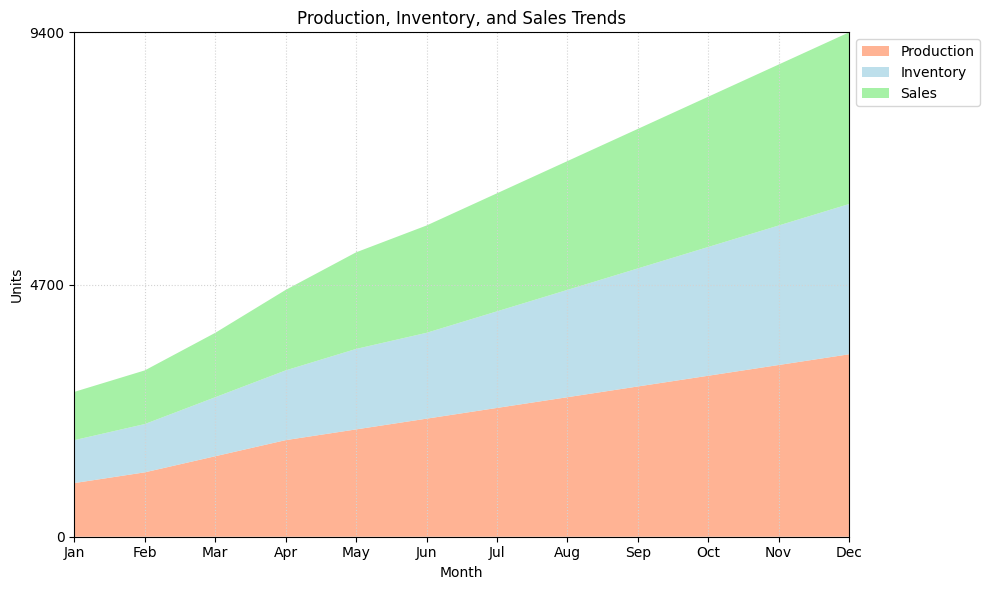 Production, Inventory, and Sales Trends
9400
4700
0
Units
Jan Feb Mar Apr May Jun Jul Aug Sep Oct Nov Dec
Month
Production
Inventory
Sales